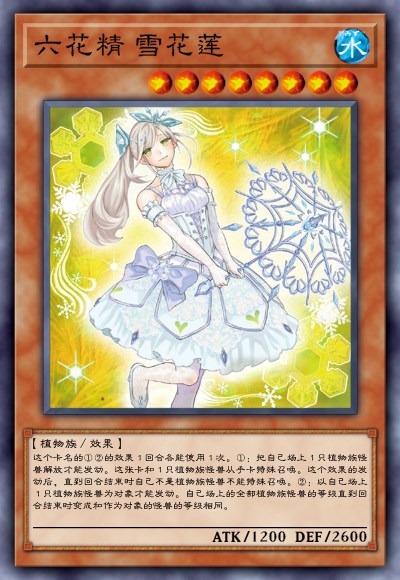 六花精 雪花莲
みず
水
【植物族／效果】
这个卡名的①②的效果1回合各能使用1次。①：把自己场上1只植物族怪
兽解放才能发动。这张卡和1只植物族怪兽从手卡特殊召唤。这个效果的发
动后，直到回合结束时自己不是植物族怪兽不能特殊召唤。②：以自己场上
1只植物族怪兽为对象才能发动。自己场上的全部植物族怪兽的等级直到回
合结束时变成和作为对象的怪兽的等级相同。
ATK/1200 DEF/2600